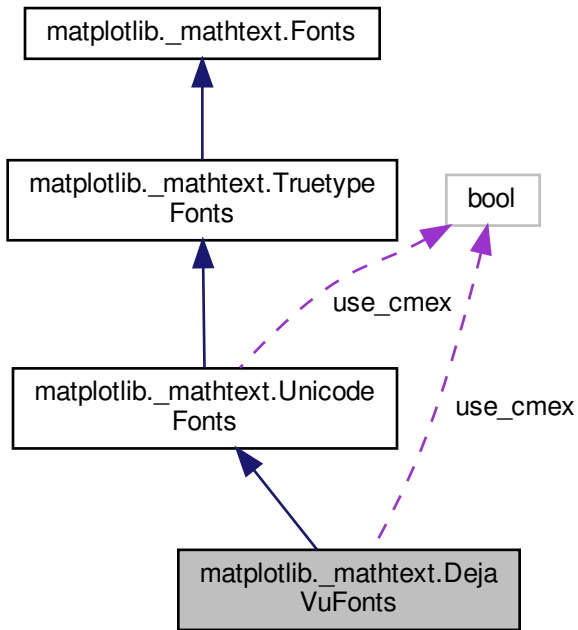 matplotlib._mathtext.Fonts
matplotlib._mathtext.Truetype
Fonts
bool
use_cmex
matplotlib._mathtext.Unicode
Fonts
use_cmex
matplotlib._mathtext.Deja
VuFonts